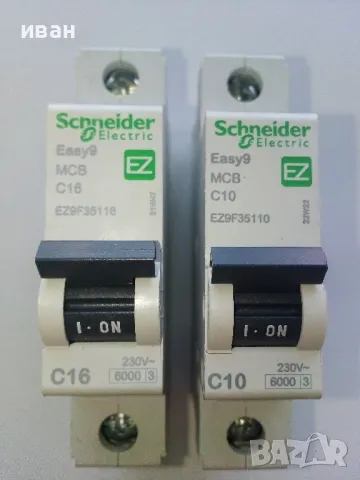 иван
Schneider
Electric
Easy9
MCB
C16
EZ
EZ9F35116
I·ON
230V~
C16
6000 3
Schneider
Electric
Easy9
MCB
C10
EZ
EZ9F35110
I·ON
230V~
C10
6000 3
BAZAR